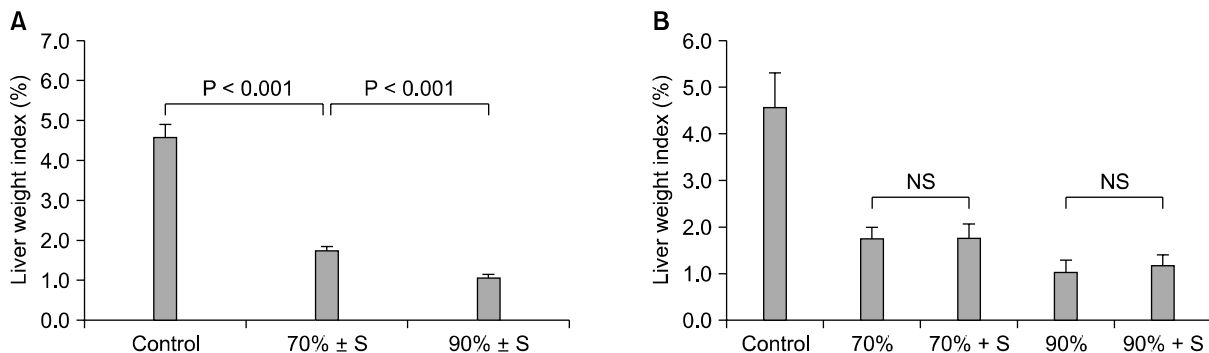 A
Liver weight index (%)
7.0
6.0
5.0
4.0
3.0
2.0
1.0
0.0
P < 0.001
P < 0.001
Control
70% ± S
90% ± S
B
Liver weight index (%)
6.0
5.0
4.0
3.0
2.0
1.0
0.0
NS
NS
Control
70%
70% + S
90%
90% + S